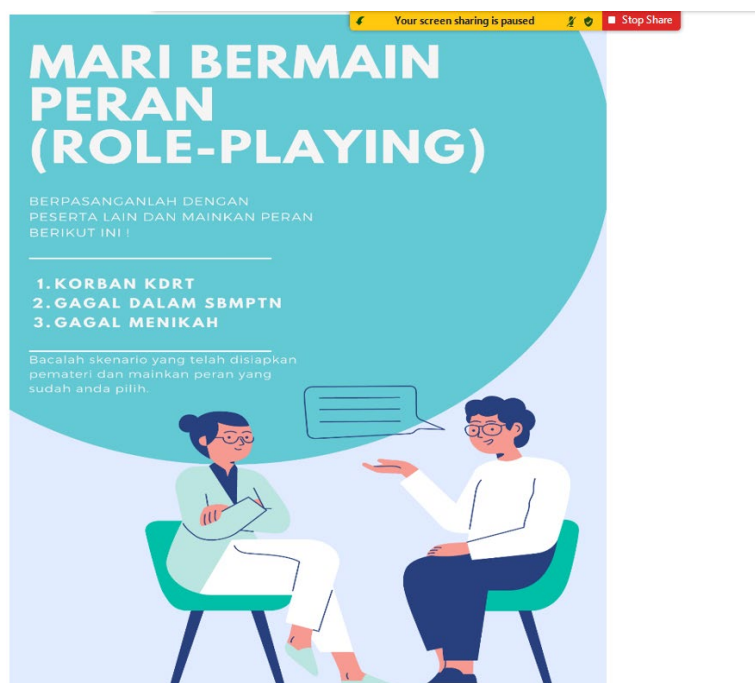 Your screen sharing is paused
Stop Share
MARI BERMAIN
PERAN
(ROLE-PLAYING)
BERPASANGANLAH DENGAN
PESERTA LAIN DAN MAINKAN PERAN
BERIKUT INI !
1. KORBAN KDRT
2. GAGAL DALAM SBMPTN
3. GAGAL MENIKAH
Bacalah skenario yang telah disiapkan
pemateri dan mainkan peran yang
sudah anda pilih.